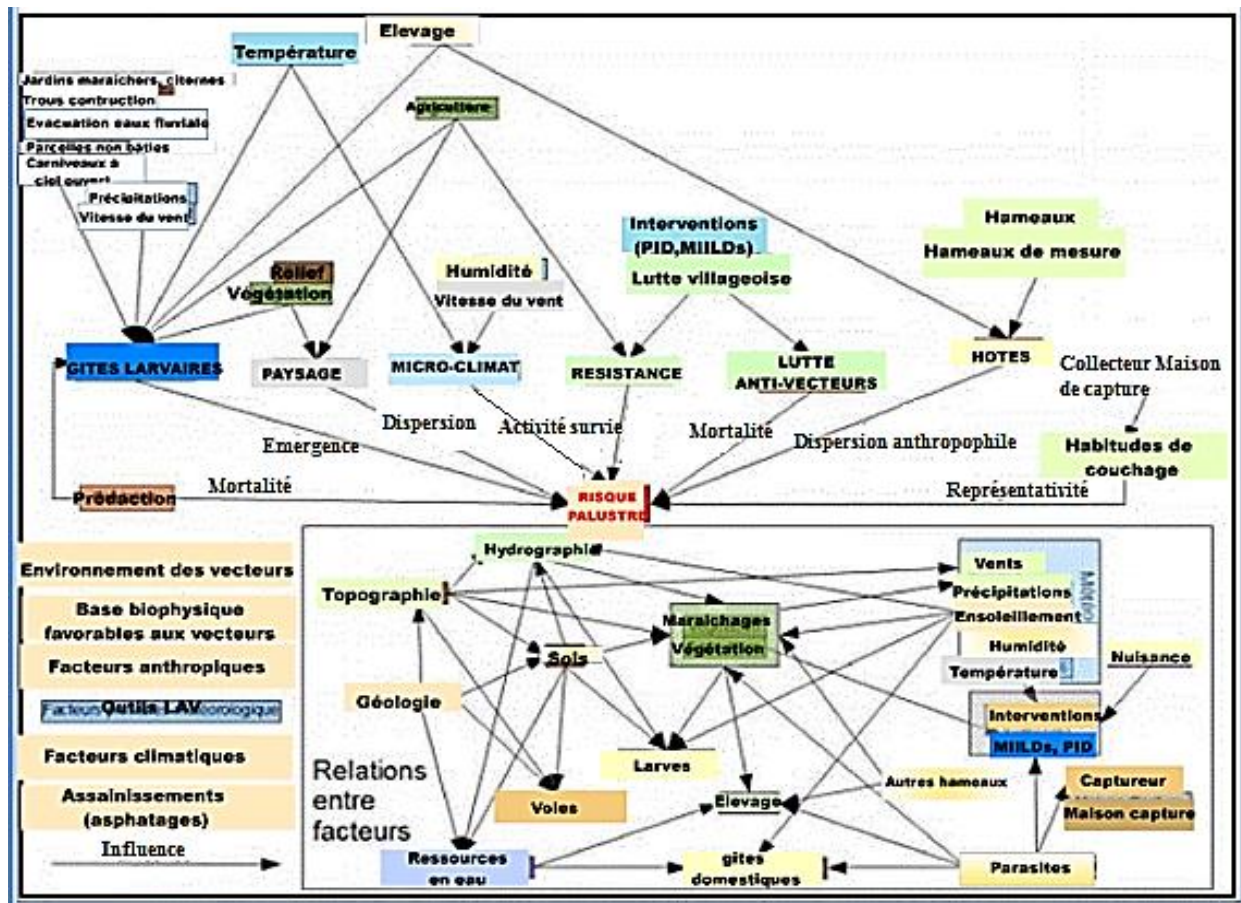 Elevage
Température
Jardins maraichers, citernes
Trous contruction
Evacuation eaux fluviale
Parcelles non baties
Carniveaux à
ciel ouvert
Précipitations
Vitesse du vent
Agriculture
Relief
Végétation
Humidité
Vitesse du vent
Interventions
(PID,MIILDs)
Lutte villageoise
Hameaux
Hameaux de mesure
GITES LARVAIRES
PAYSAGE
MICRO-CLIMAT
RESISTANCE
LUTTE
ANTI-VECTEURS
HOTES
Collecteur Maison
de capture
Emergence
Dispersion
Activité survie
Mortalité
Dispersion anthropophile
Habitudes de
couchage
Prédaction
Mortalité
RISQUE
PALUSTRE
Représentativité
Environnement des vecteurs
Base biophysique
favorables aux vecteurs
Facteurs anthropiques
Outils LAV
Facteurs climatiques
Assainissements
(asphatages)
Influence
Hydrographie
Topographie
Sols
Géologie
Maraichages
Végétation
Vents
Précipitations
Ensoleillement
Humidité
Température
Météo
Nuisance
Interventions
MIILDs, PID
Larves
Voies
Elevage
Autres hameaux
Captureur
Maison capture
Relations
entre
facteurs
Ressources
en eau
gites
domestiques
Parasites